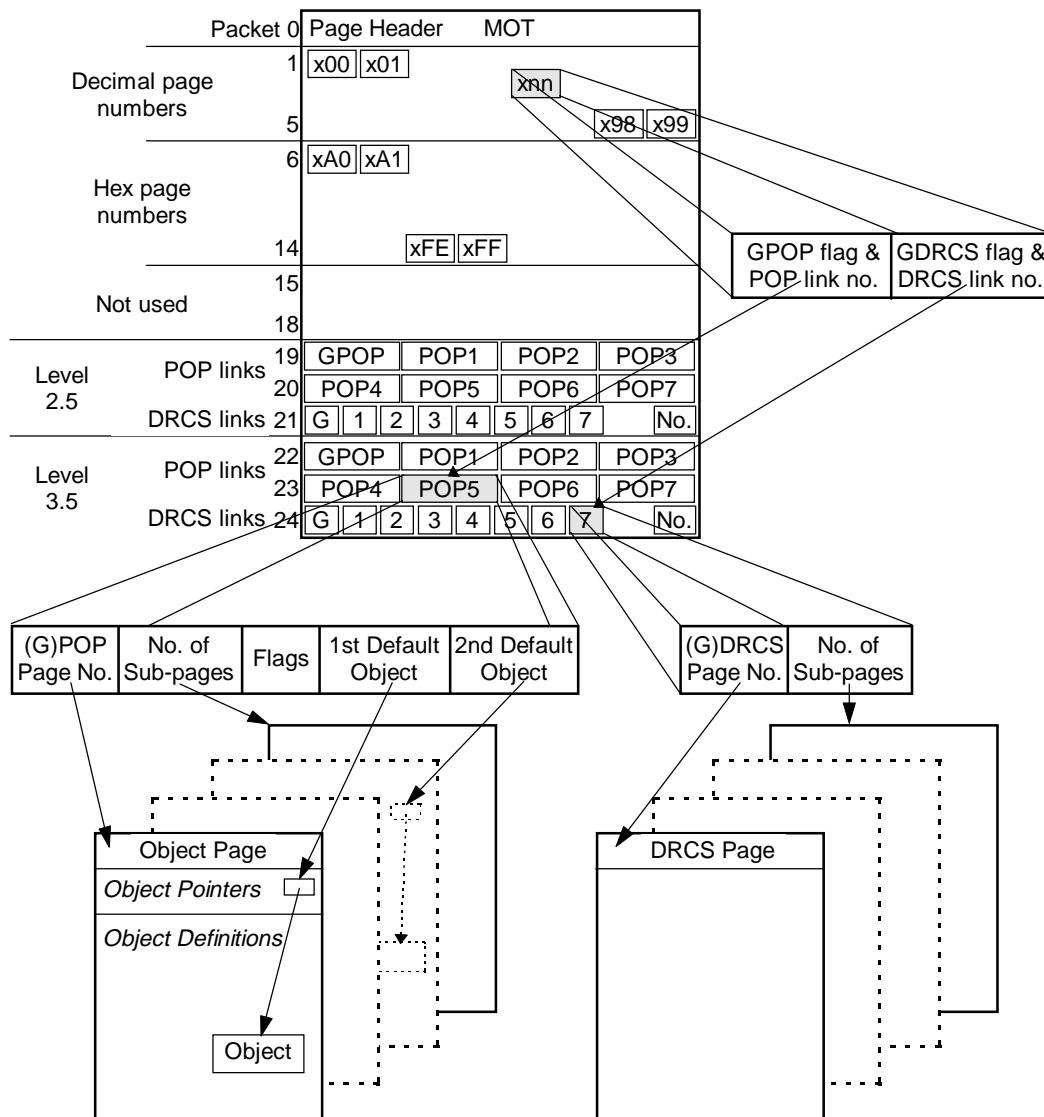 Packet 0 Page Header MOT
1 x00 x01
Decimal page
numbers
xnn
5 x98 x99
6 xA0 xA1
Hex page
numbers
14 xFE xFF
GPOP flag &
POP link no.
GDRCS flag &
DRCS link no.
15
Not used
18
Level
2.5
POP links
19 GPOP POP1 POP2 POP3
20 POP4 POP5 POP6 POP7
DRCS links 21 G 1 2 3 4 5 6 7 No.
Level
3.5
POP links
22 GPOP POP1 POP2 POP3
23 POP4 POP5 POP6 POP7
DRCS links 24 G 1 2 3 4 5 6 7 No.
(G)POP
Page No.
No. of
Sub-pages
Flags
1st Default
Object
2nd Default
Object
(G)DRCS
Page No.
No. of
Sub-pages
Object Page
Object Pointers
Object Definitions
Object
DRCS Page